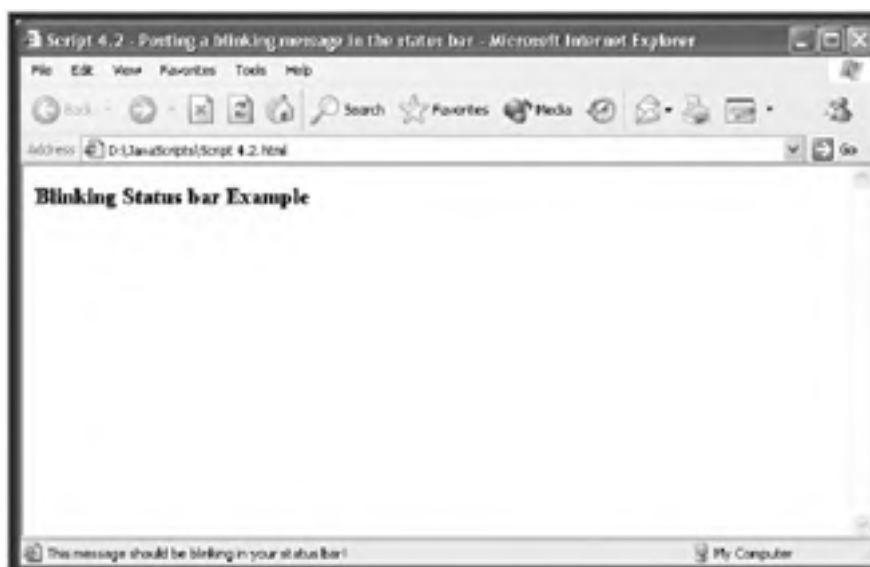 Script 4.2 - Posting a blinking message in the status bar - Microsoft Internet Explorer
File Edit View Favorites Tools Help
Back Search Favorites Media
Address D:\JavaScripts\Script 4.2.html Go
Blinking Status bar Example
This message should be blinking in your status bar! My Computer